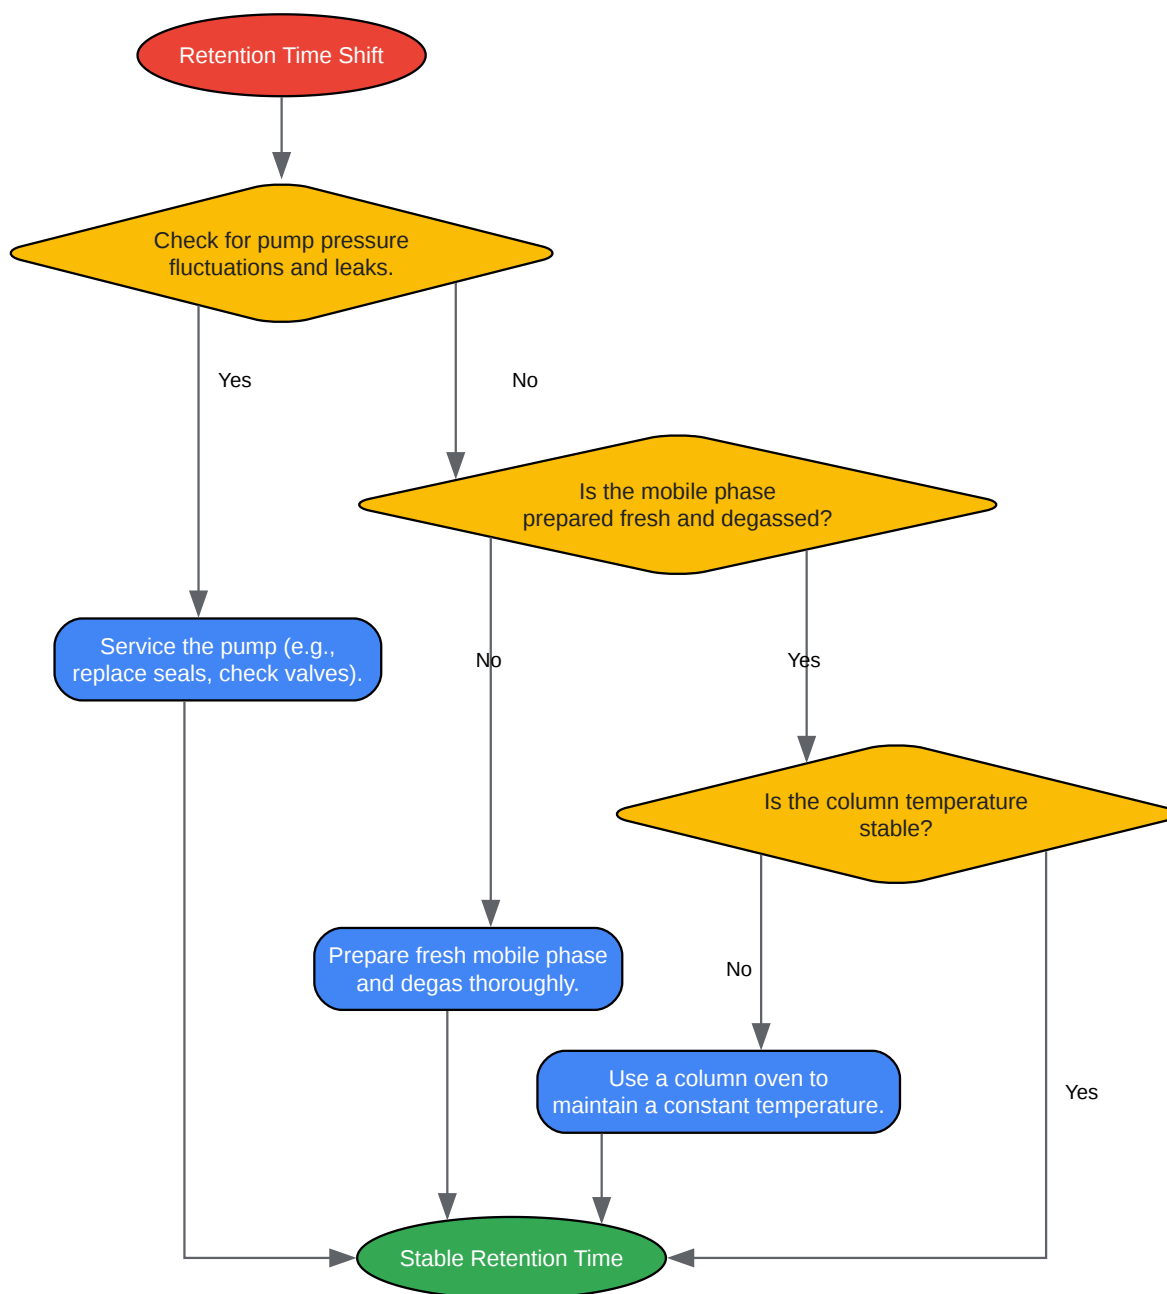 Retention Time Shift
Check for pump pressure
fluctuations and leaks.
Yes
No
Is the mobile phase
prepared fresh and degassed?
Service the pump (e.g.,
replace seals, check valves).
No
Yes
Is the column temperature
stable?
Prepare fresh mobile phase
and degas thoroughly.
No
Use a column oven to
maintain a constant temperature.
Yes
Stable Retention Time